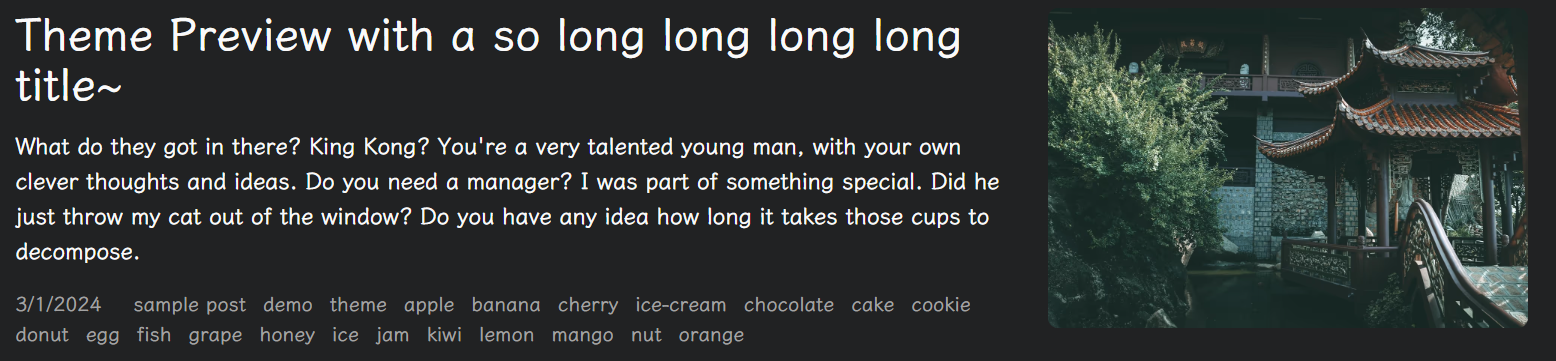 Theme Preview with a so long long long long
title~
What do they got in there? King Kong? You're a very talented young man, with your own
clever thoughts and ideas. Do you need a manager? I was part of something special. Did he
just throw my cat out of the window? Do you have any idea how long it takes those cups to
decompose.
3/1/2024 sample post demo theme apple banana cherry ice-cream chocolate cake cookie
donut egg fish grape honey ice jam kiwi lemon mango nut orange